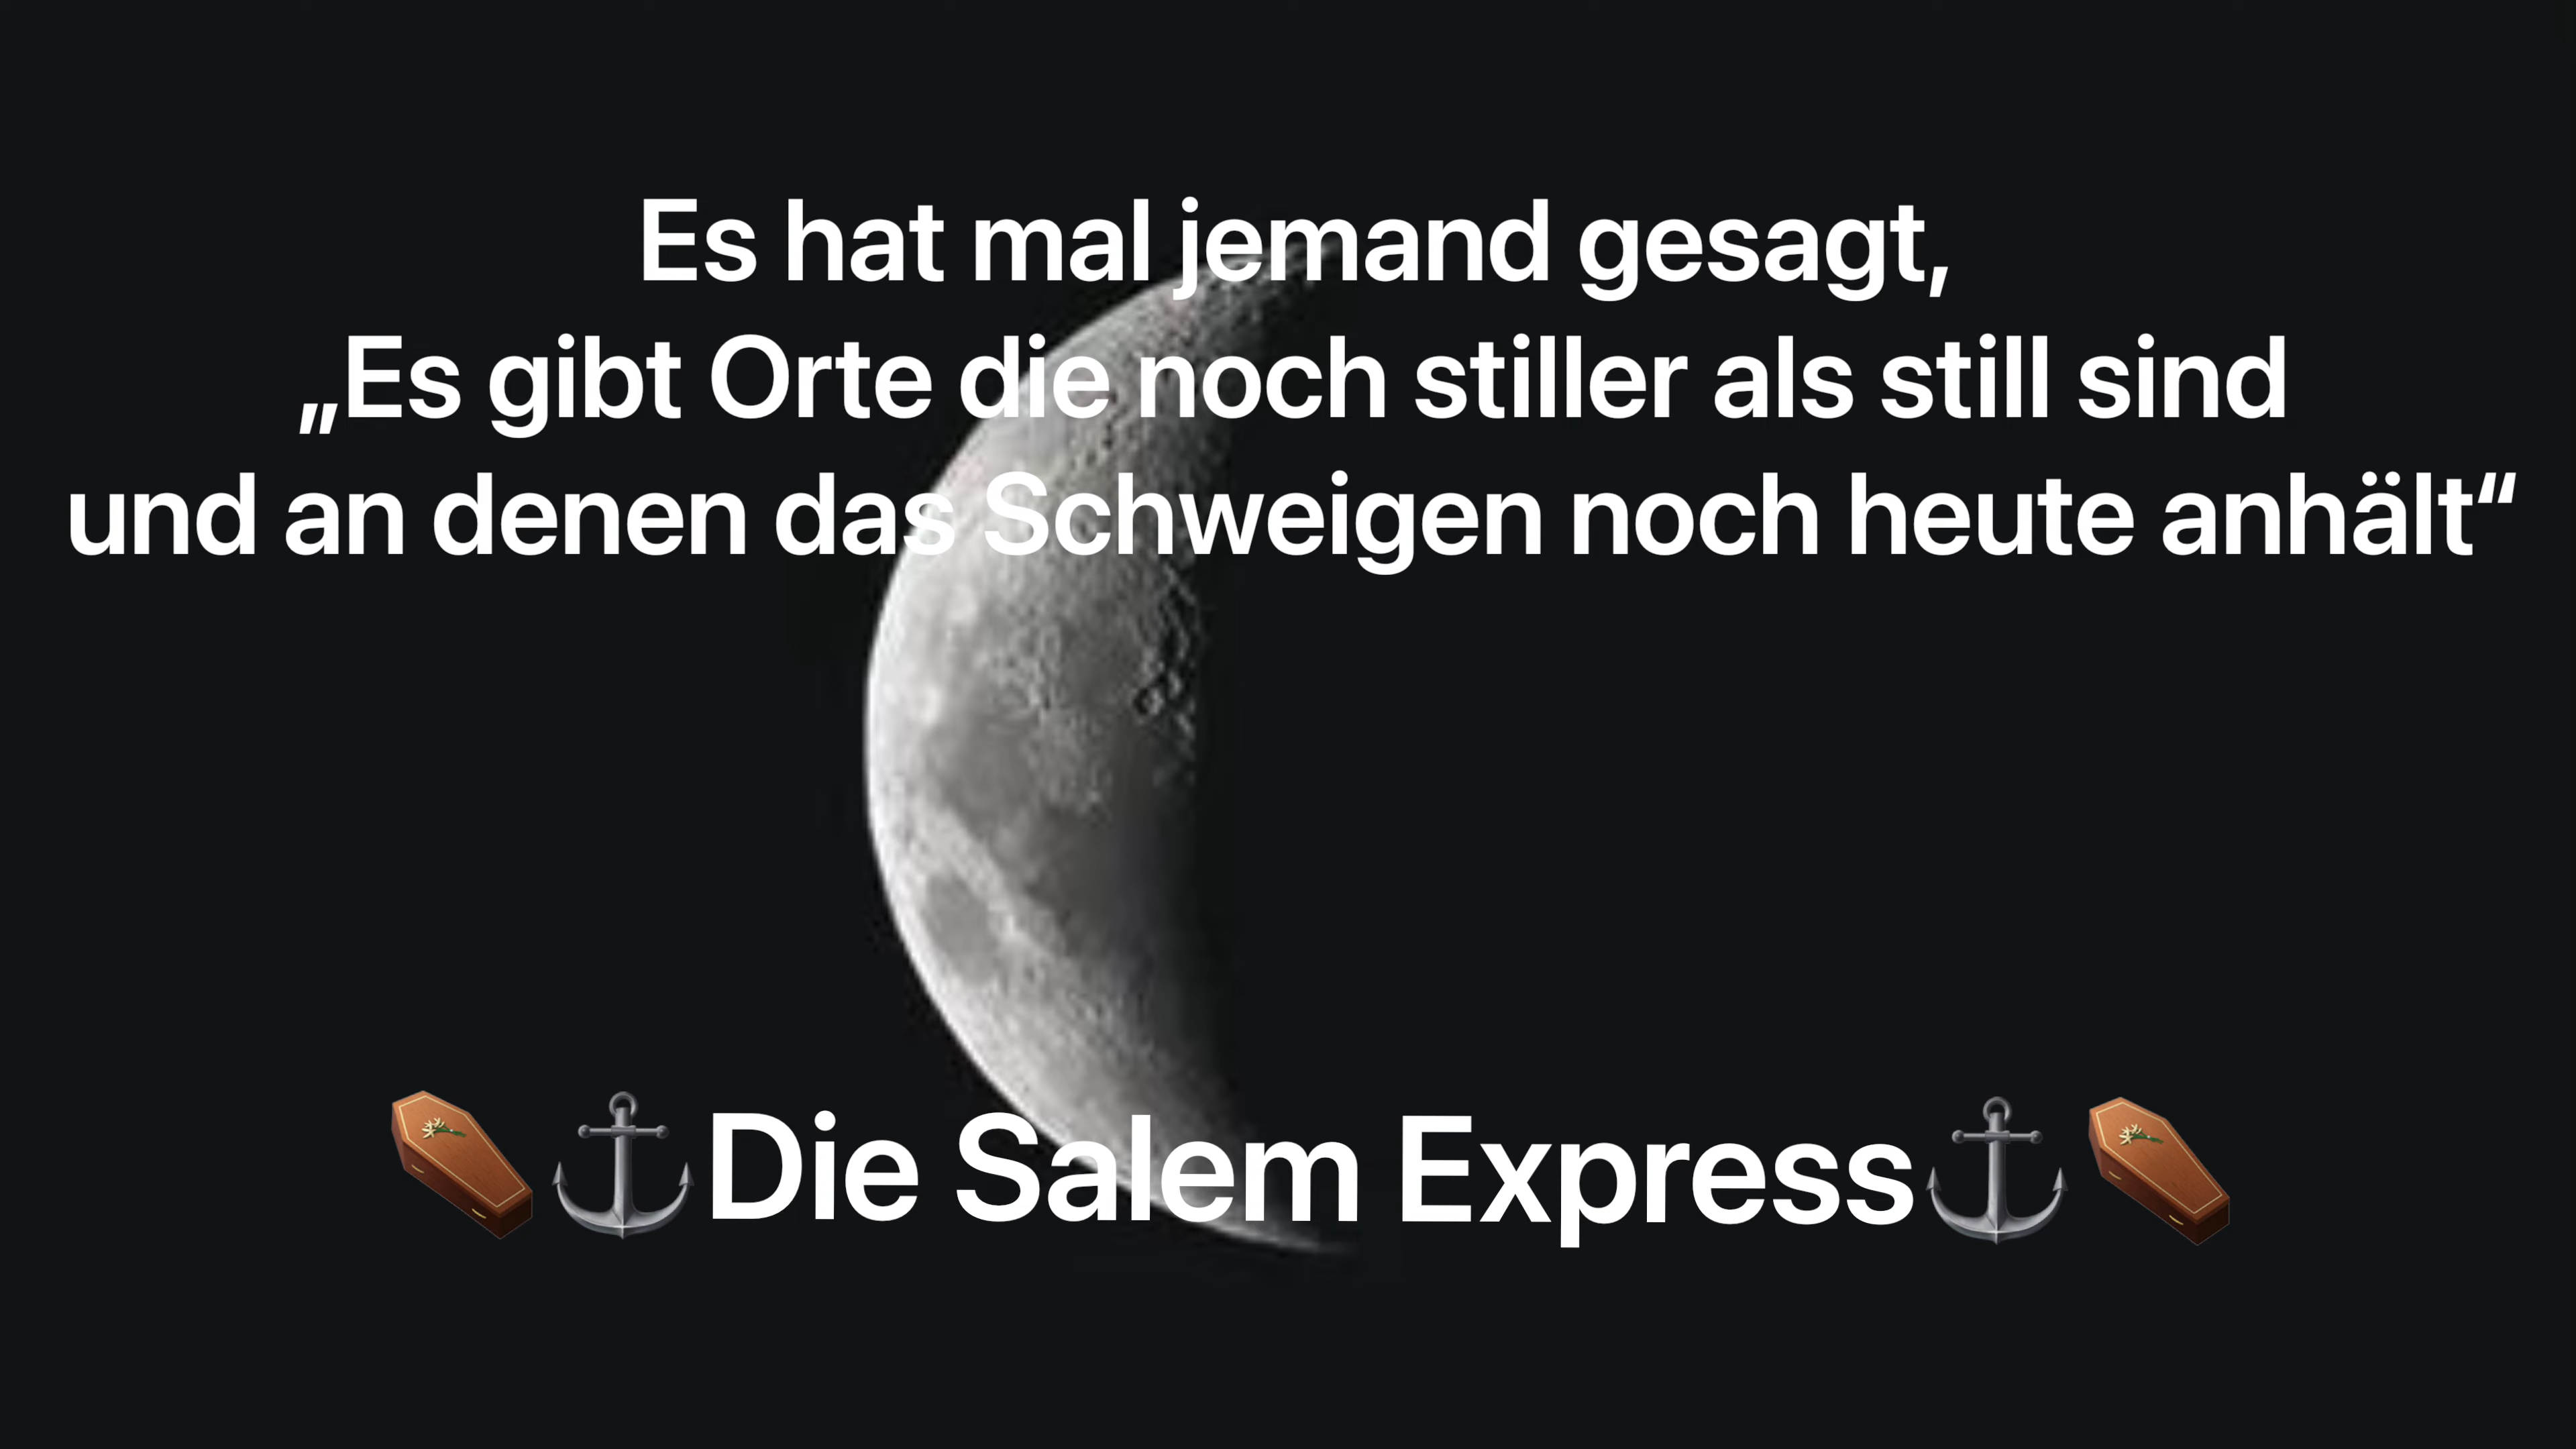 Es hat mal jemand gesagt,
„Es gibt Orte die noch stiller als still sind
und an denen das Schweigen noch heute anhält“
⚰️⚓Die Salem Express⚓⚰️